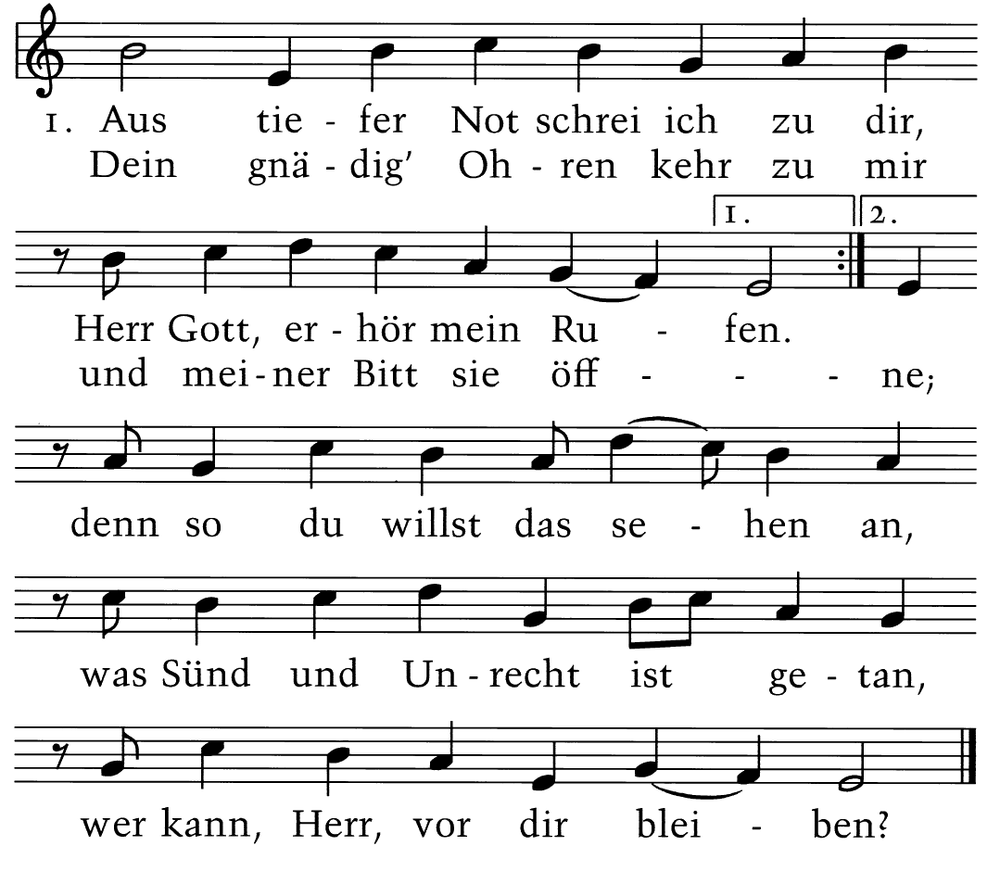 1. Aus tie - fer Not schrei ich zu dir,
Dein gnä - dig’ Oh - ren kehr zu mir
1. 2.
Herr Gott, er - hör mein Ru - fen.
und mei - ner Bitt sie öff - - - ne;
denn so du willst das se - hen an,
was Sünd und Un - recht ist ge - tan,
wer kann, Herr, vor dir blei - ben?